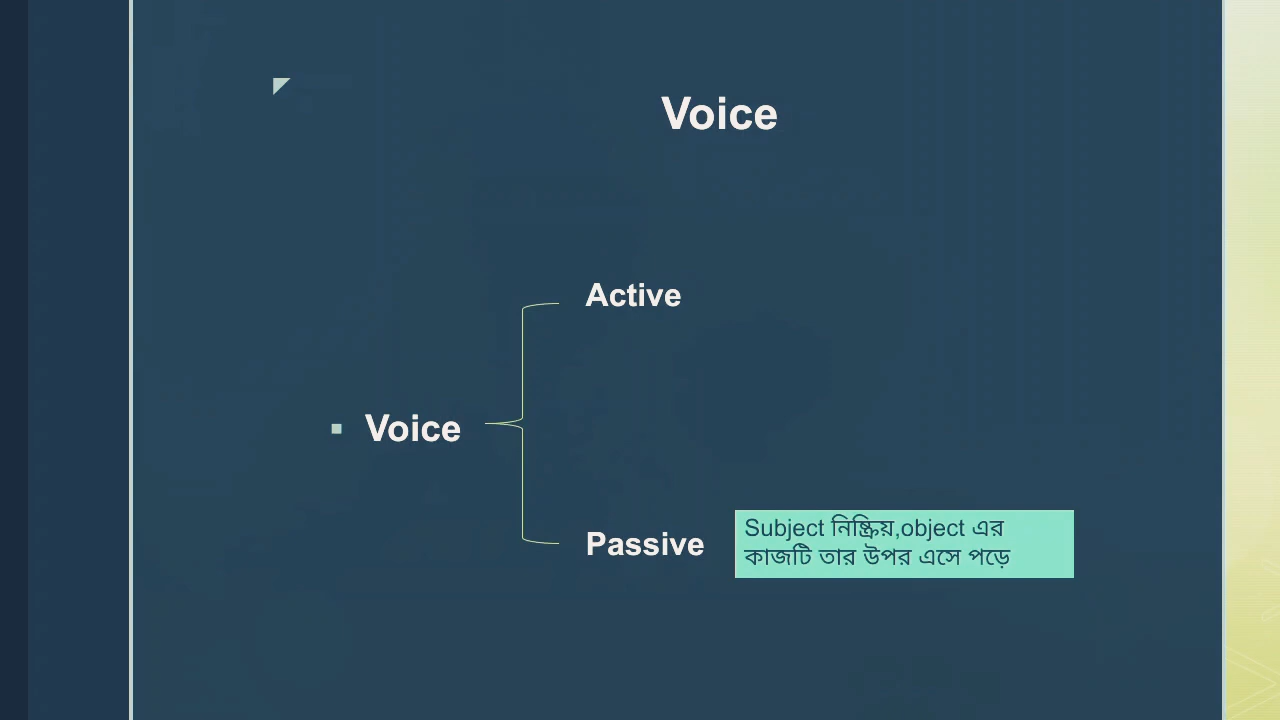 Voice
Active
Voice
Passive
Subject নিষ্ক্রিয়,object এর
কাজটি তার উপর এসে পড়ে